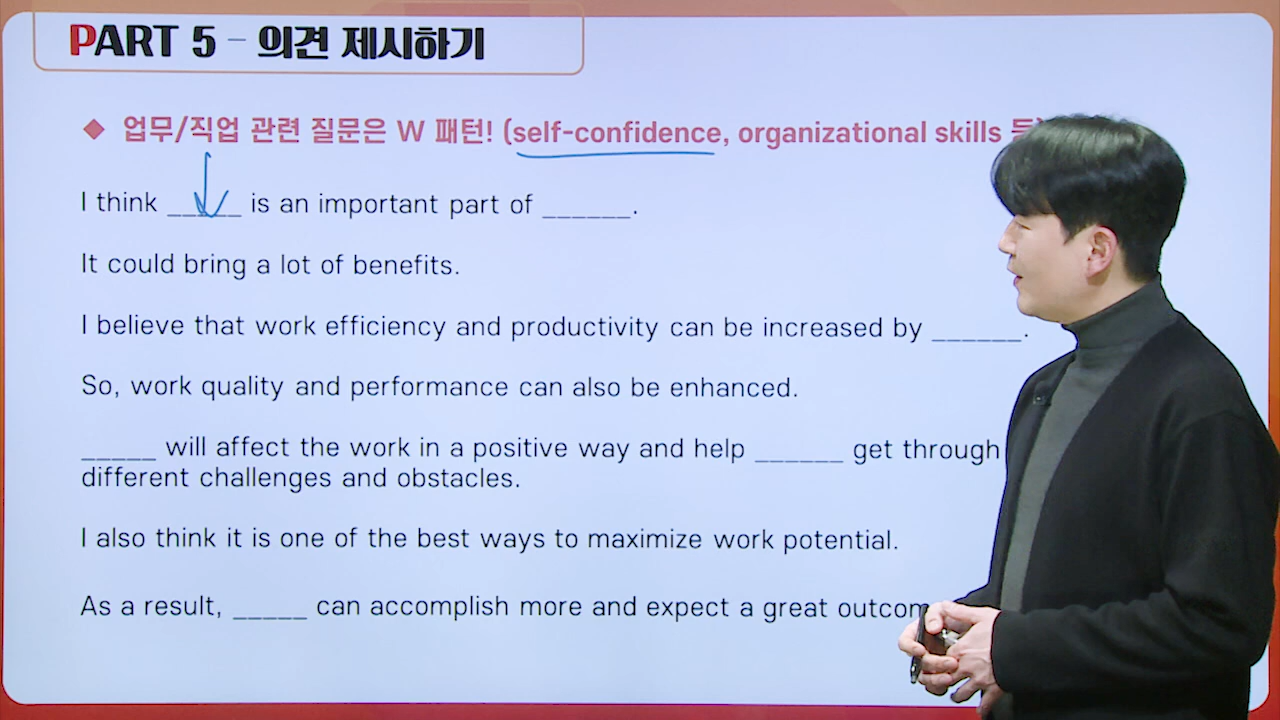 PART 5 – 의견 제시하기
◆ 업무/직업 관련 질문은 W 패턴! (self-confidence, organizational skills 등)
I think _____ is an important part of ______.
It could bring a lot of benefits.
I believe that work efficiency and productivity can be increased by ______.
So, work quality and performance can also be enhanced.
_____ will affect the work in a positive way and help ______ get through
different challenges and obstacles.
I also think it is one of the best ways to maximize work potential.
As a result, _____ can accomplish more and expect a great